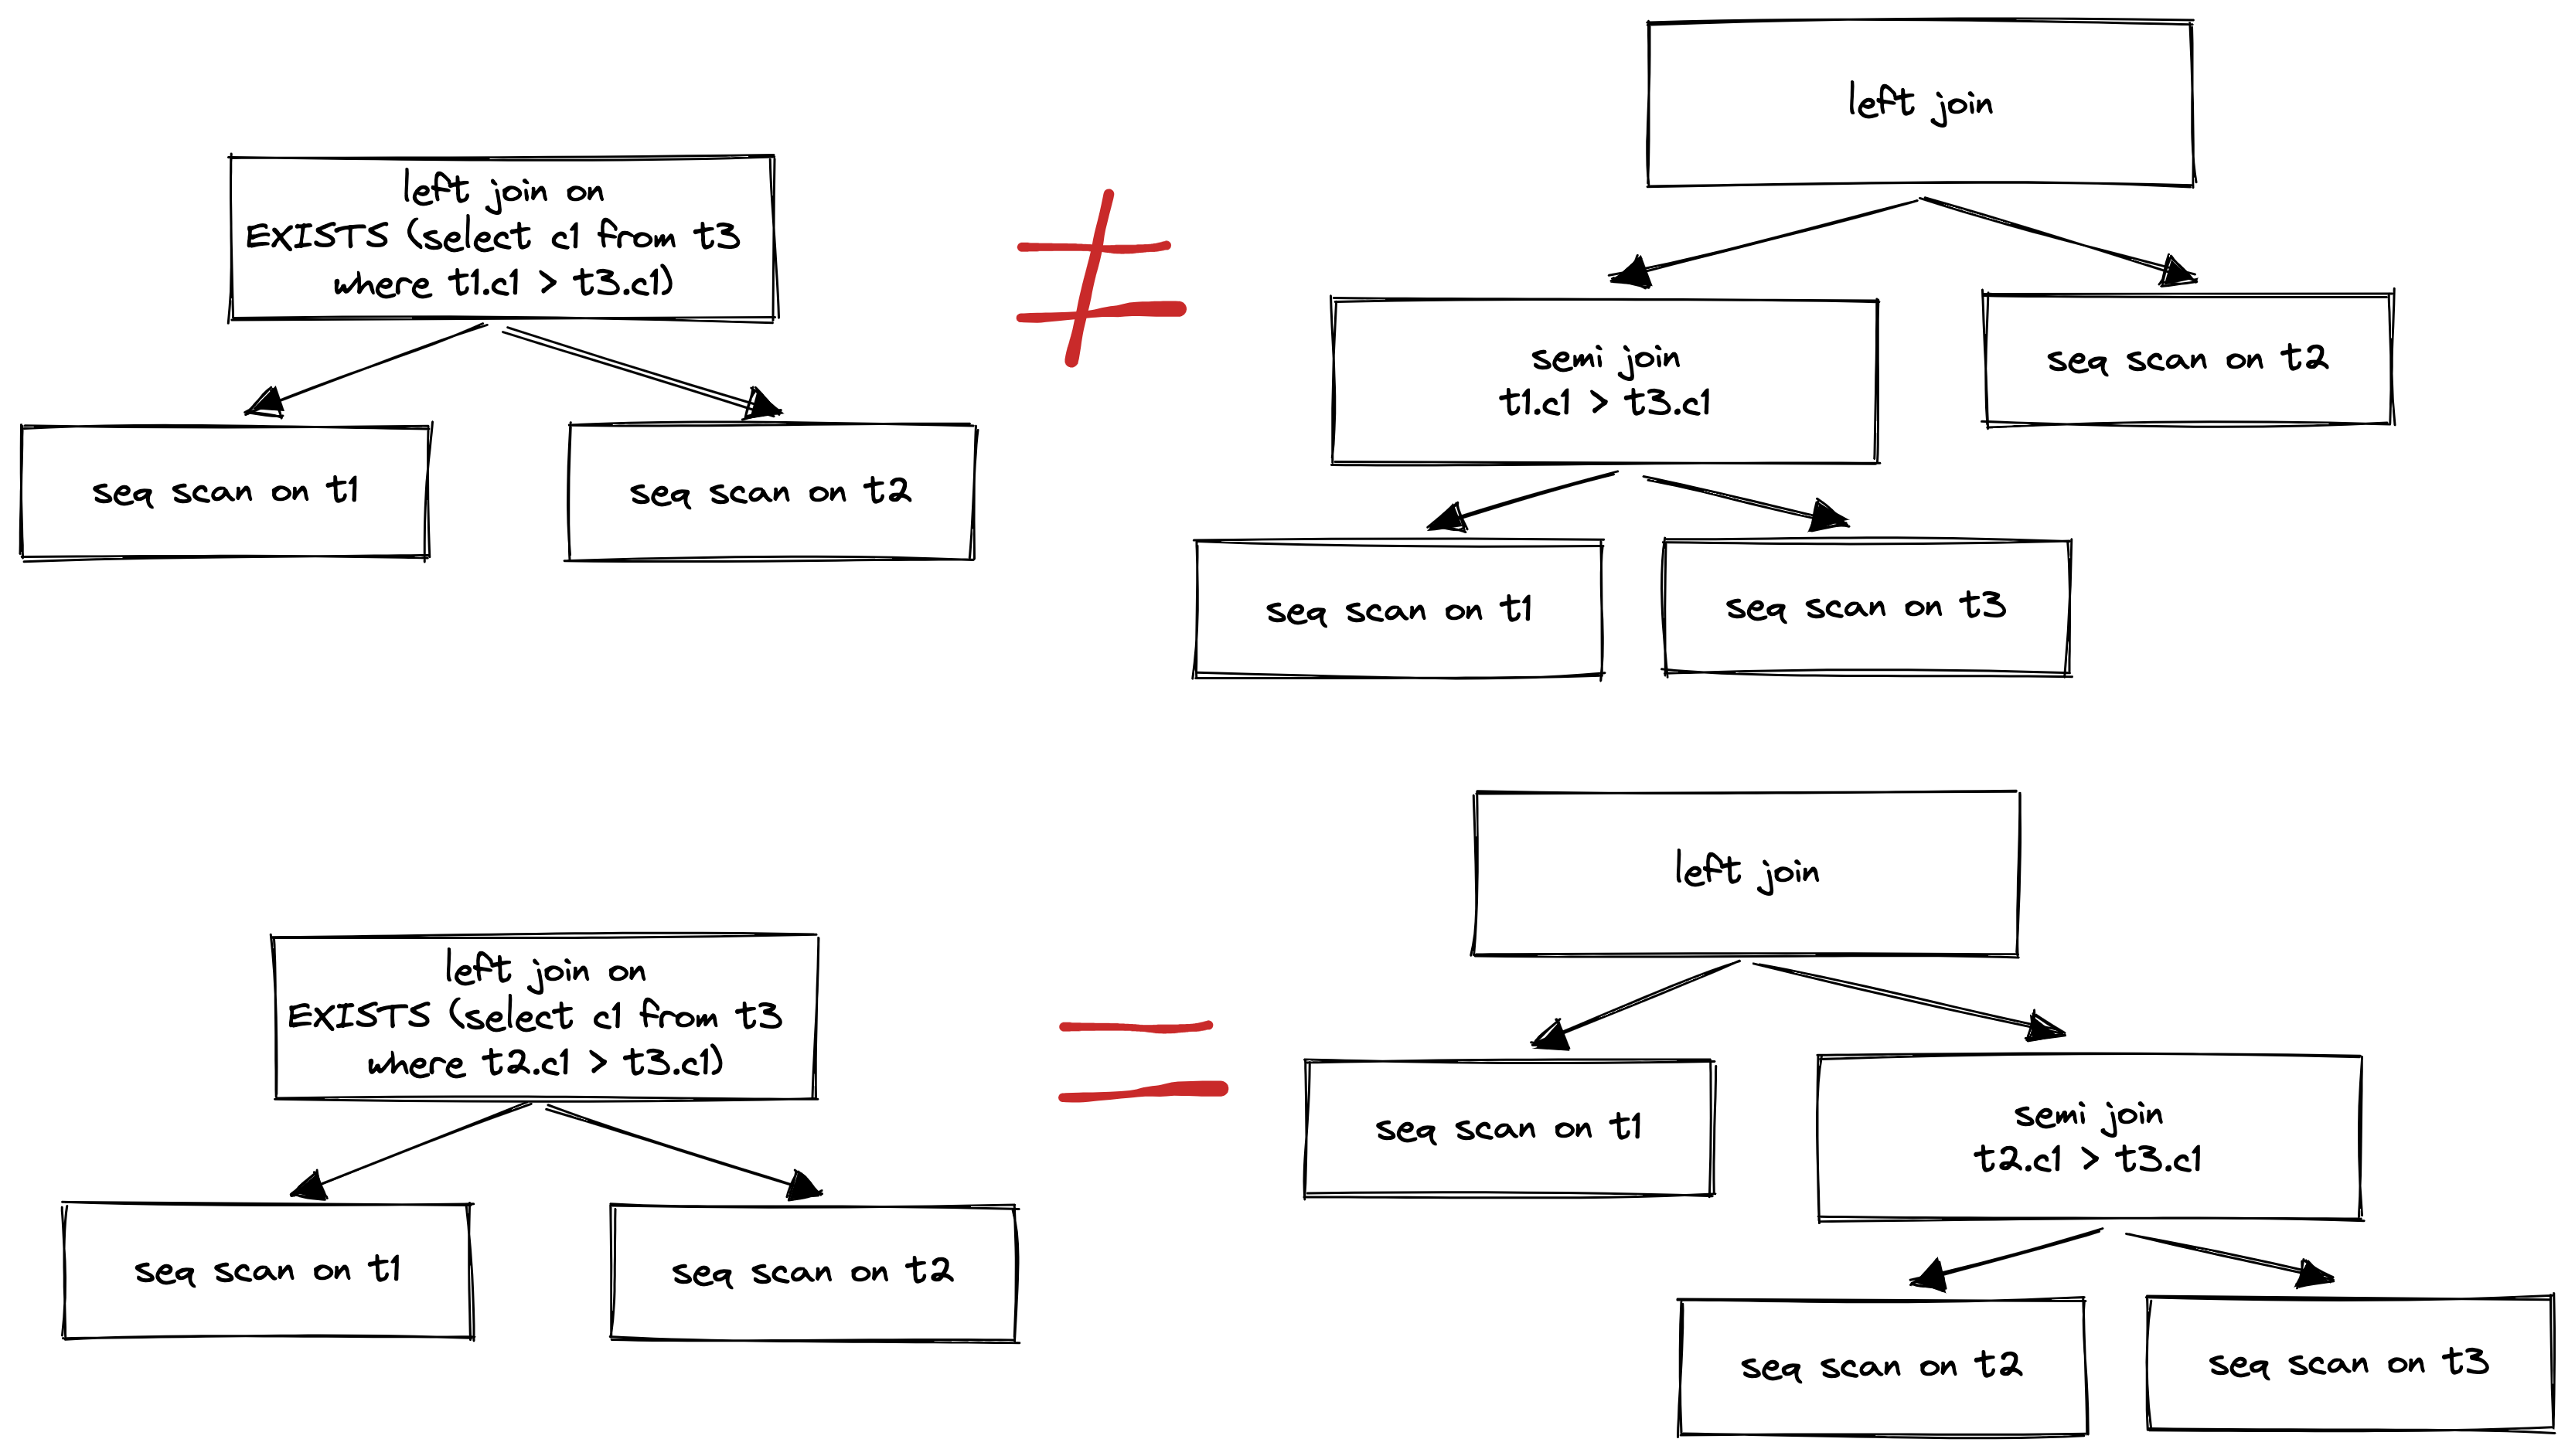 left join on
EXISTS (select c1 from t3
where t1.c1 > t3.c1)
seq scan on t1
seq scan on t2
≠
left join
semi join
t1.c1 > t3.c1
seq scan on t2
seq scan on t1
seq scan on t3
left join on
EXISTS (select c1 from t3
where t2.c1 > t3.c1)
seq scan on t1
seq scan on t2
=
left join
seq scan on t1
semi join
t2.c1 > t3.c1
seq scan on t2
seq scan on t3